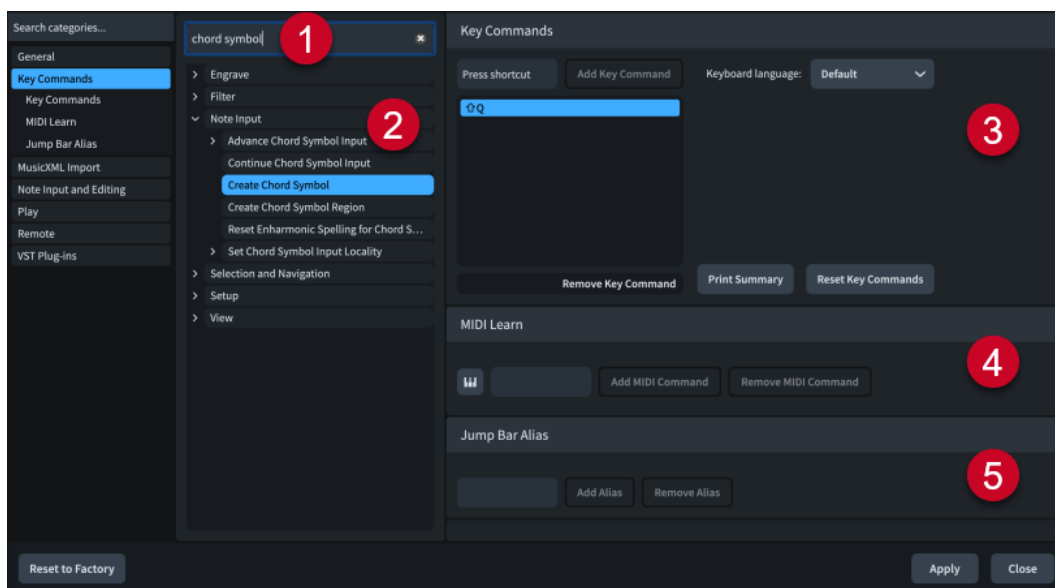 Search categories...
General
Key Commands
Key Commands
MIDI Learn
Jump Bar Alias
MusicXML Import
Note Input and Editing
Play
Remote
VST Plug-ins
chord symbol
1
Engrave
Filter
Note Input
2
Advance Chord Symbol Input
Continue Chord Symbol Input
Create Chord Symbol
Create Chord Symbol Region
Reset Enharmonic Spelling for Chord S...
Set Chord Symbol Input Locality
Selection and Navigation
Setup
View
Key Commands
Press shortcut Add Key Command Keyboard language: Default
⇧Q
3
Remove Key Command Print Summary Reset Key Commands
MIDI Learn
4
Add MIDI Command Remove MIDI Command
Jump Bar Alias
5
Add Alias Remove Alias
Reset to Factory Apply Close